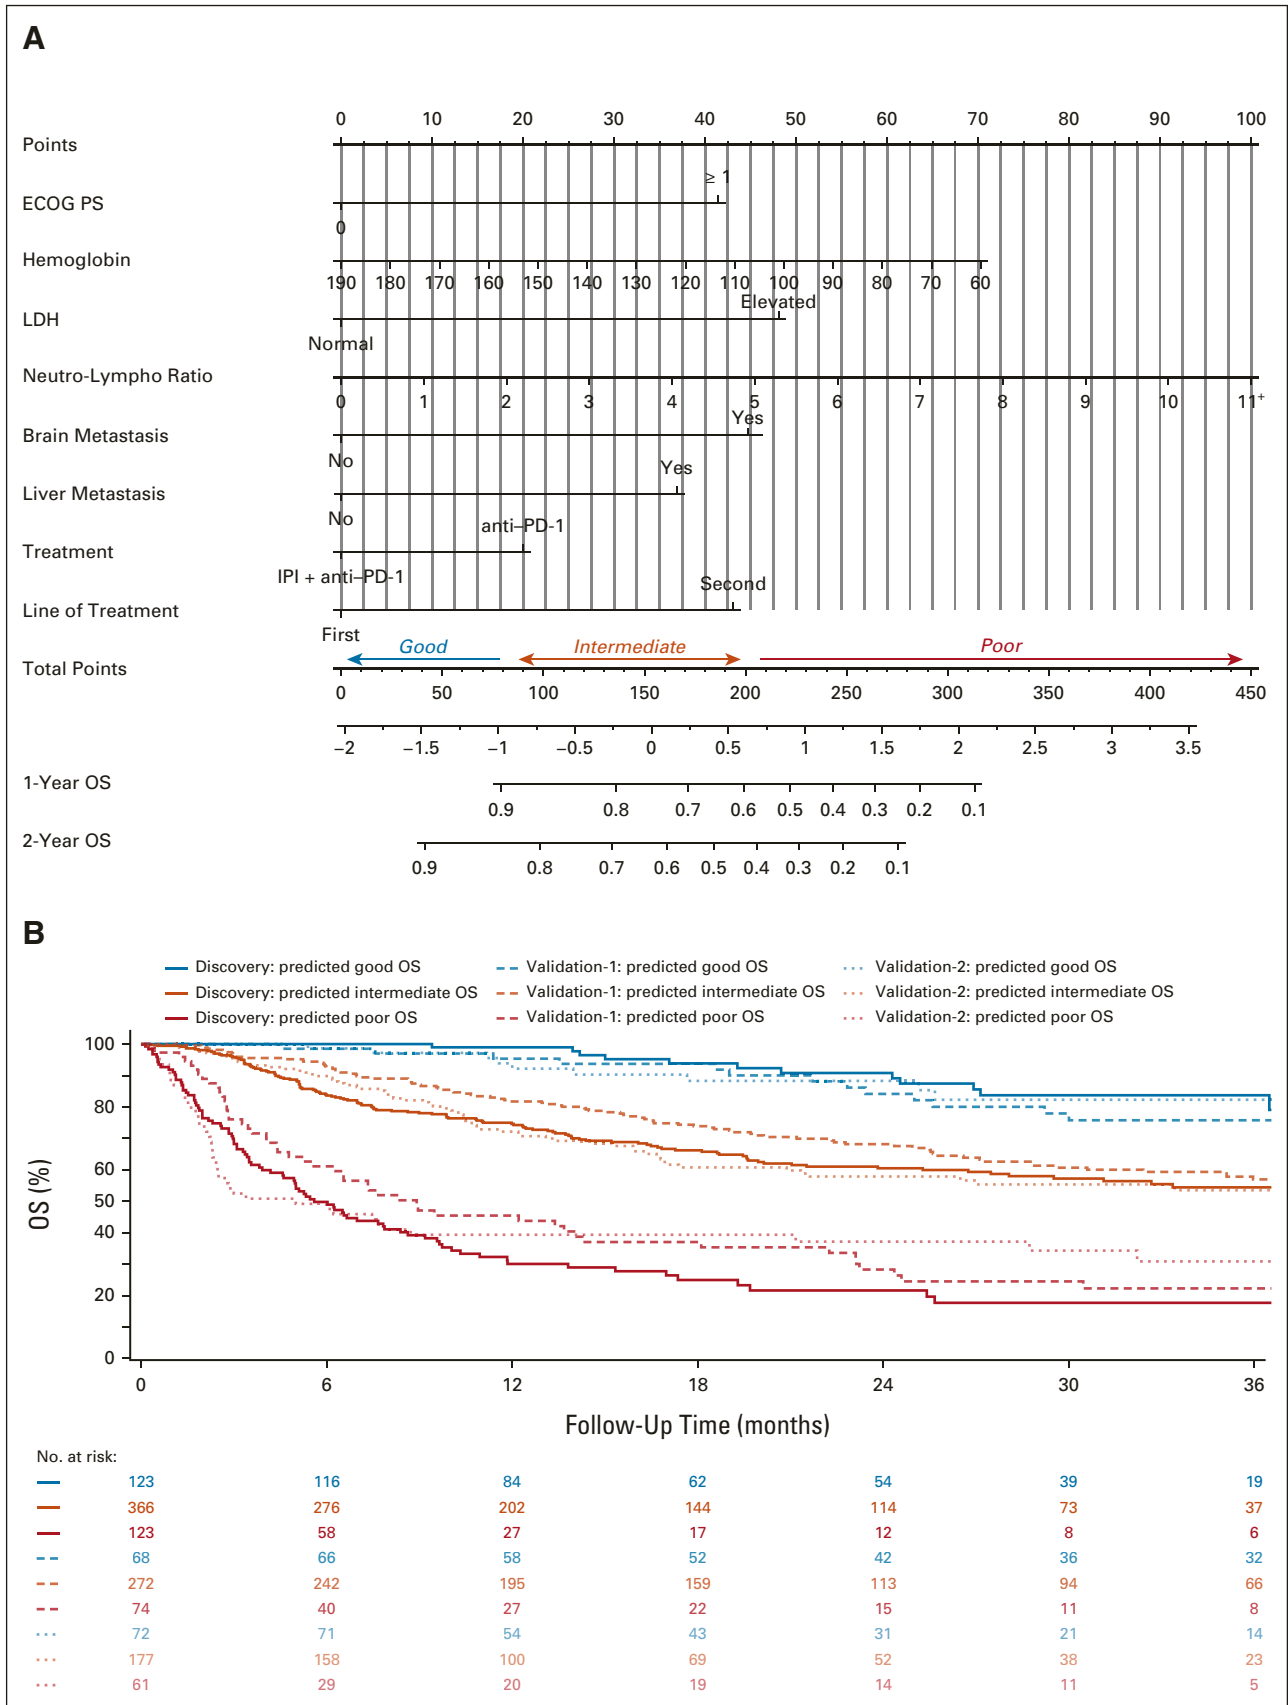 A
0 10 20 30 40 50 60 70 80 90 100
Points
≥ 1
ECOG PS
0
Hemoglobin
190 180 170 160 150 140 130 120 110 100 90 80 70 60
Elevated
LDH
Normal
Neutro-Lympho Ratio
0 1 2 3 4 5 6 7 8 9 10 11+
Yes
Brain Metastasis
No
Yes
Liver Metastasis
No
anti–PD-1
Treatment
IPI + anti–PD-1
Second
Line of Treatment
First
Good Intermediate Poor
Total Points
0 50 100 150 200 250 300 350 400 450
–2 –1.5 –1 –0.5 0 0.5 1 1.5 2 2.5 3 3.5
1-Year OS
0.9 0.8 0.7 0.6 0.5 0.4 0.3 0.2 0.1
2-Year OS
0.9 0.8 0.7 0.6 0.5 0.4 0.3 0.2 0.1
B
Discovery: predicted good OS Validation-1: predicted good OS Validation-2: predicted good OS
Discovery: predicted intermediate OS Validation-1: predicted intermediate OS Validation-2: predicted intermediate OS
Discovery: predicted poor OS Validation-1: predicted poor OS Validation-2: predicted poor OS
100
80
60
50
40
20
0
OS (%)
0 6 12 18 24 30 36
Follow-Up Time (months)
No. at risk:
123 116 84 62 54 39 19
366 276 202 144 114 73 37
123 58 27 17 12 8 6
68 66 58 52 42 36 32
272 242 195 159 113 94 66
74 40 27 22 15 11 8
72 71 54 43 31 21 14
177 158 100 69 52 38 23
61 29 20 19 14 11 5